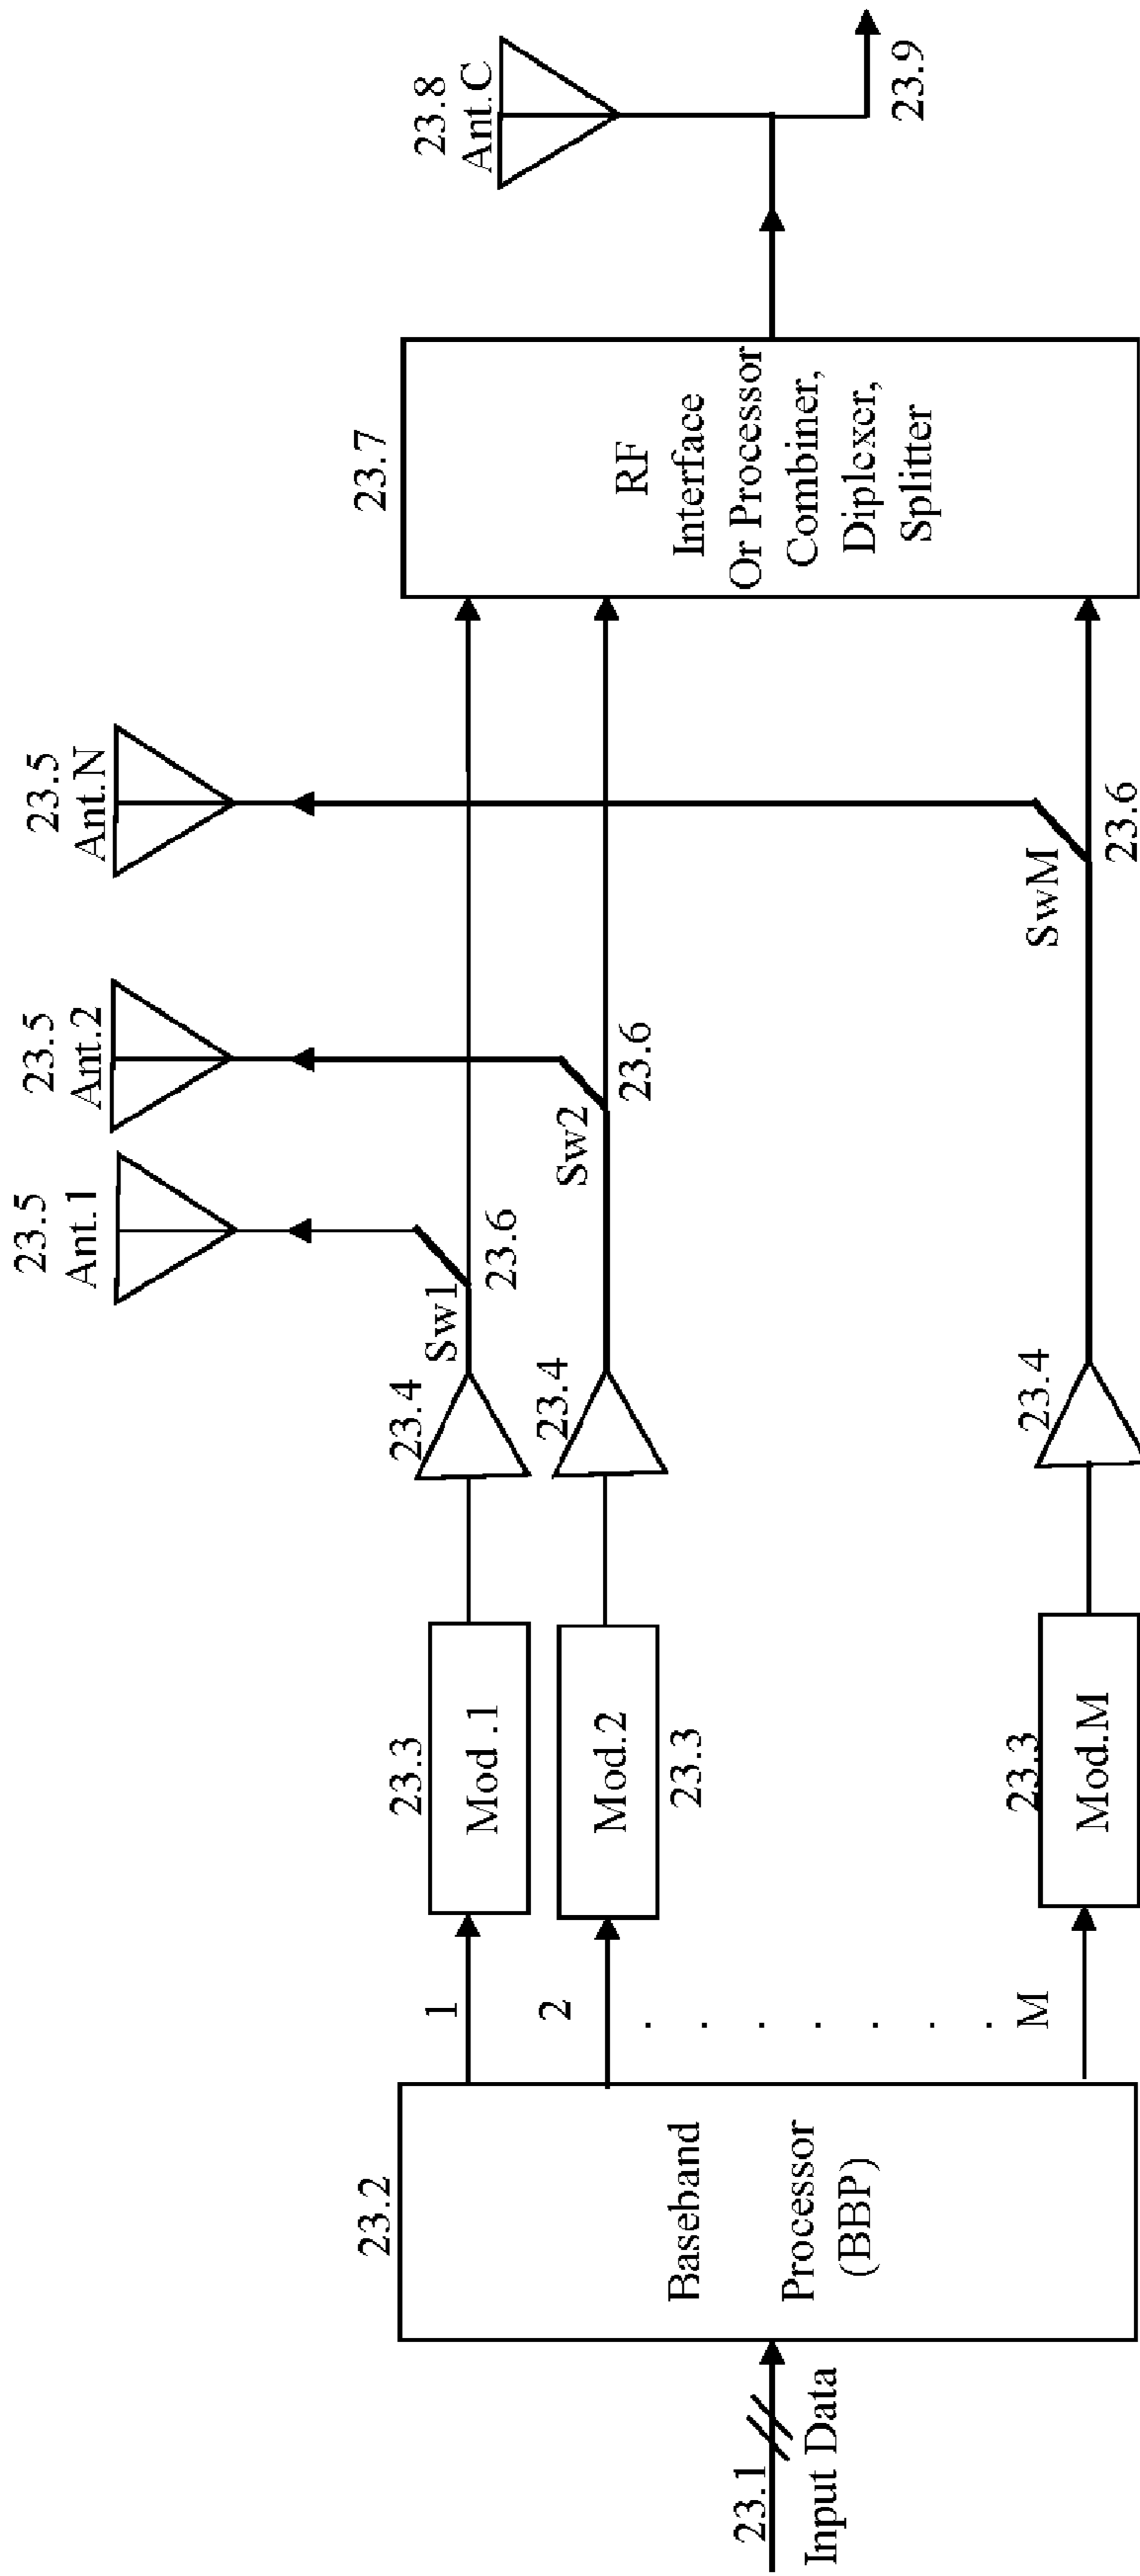 23.1
Input Data
23.2
Baseband
Processor
(BBP)
1
2
. . . . . . .
M
23.3
Mod .1
Mod.2
23.3
23.3
Mod.M
23.4
23.4
23.4
Sw1
23.6
Sw2
23.6
SwM
23.6
23.5
Ant.1
23.5
Ant.2
23.5
Ant.N
23.7
RF
Interface
Or Processor
Combiner,
Diplexer,
Splitter
23.8
Ant.C
23.9